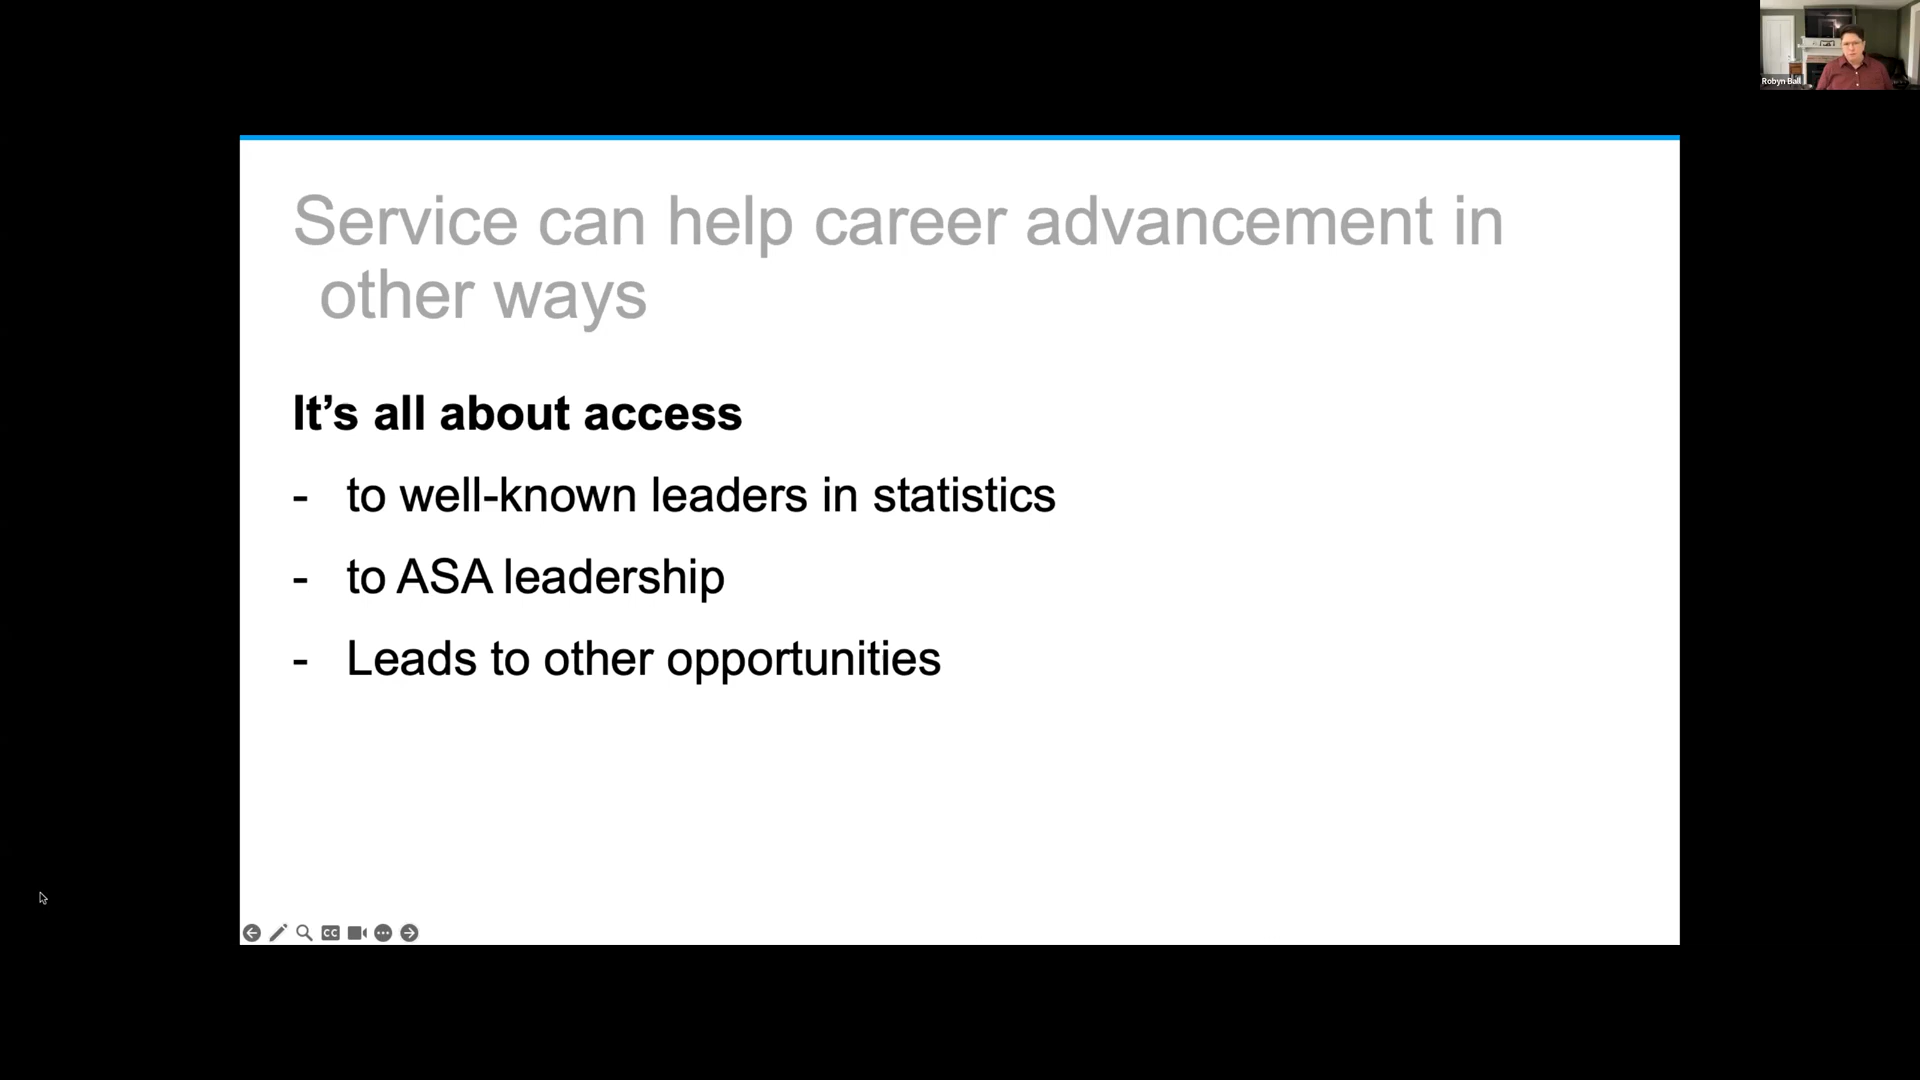 Robyn Ball
Service can help career advancement in
other ways
It’s all about access
- to well-known leaders in statistics
- to ASA leadership
- Leads to other opportunities
CC